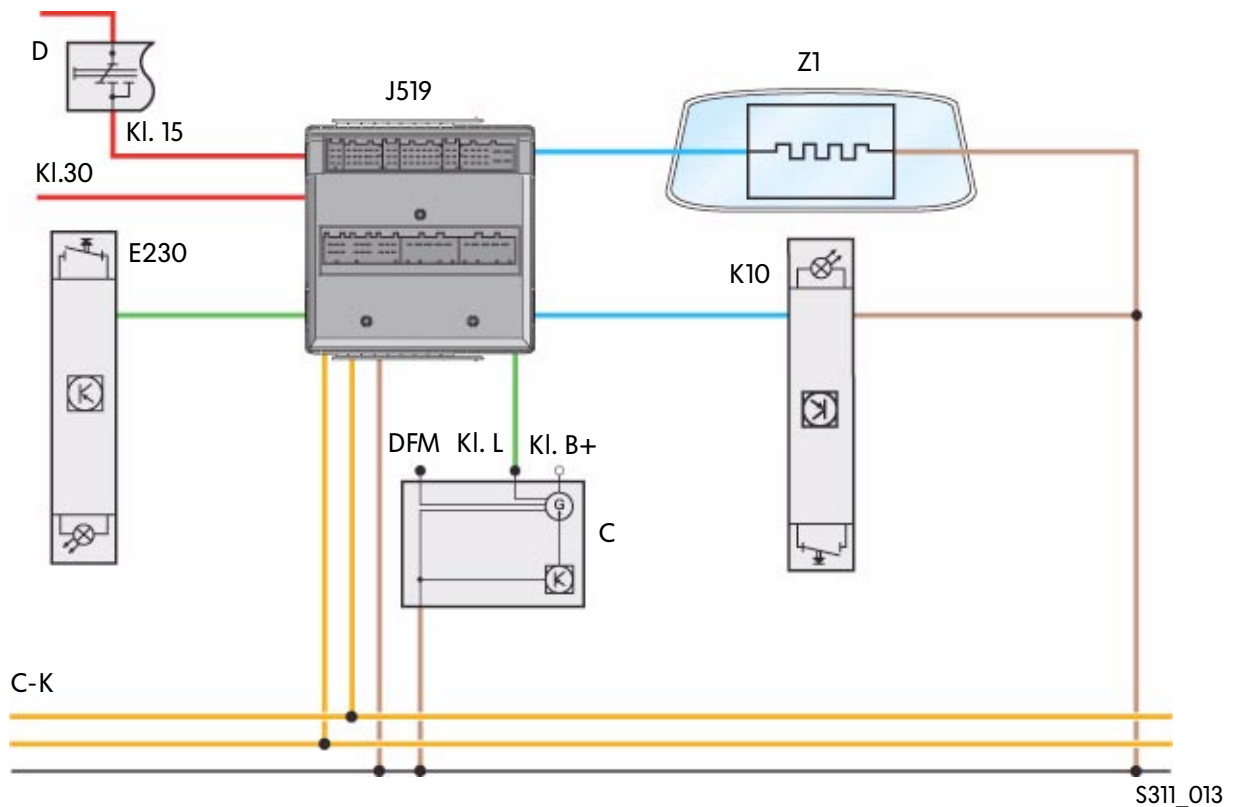 D
Z1
J519
Kl. 15
Kl.30
E230
K10
DFM Kl. L Kl. B+
G
C
C-K
S311_013